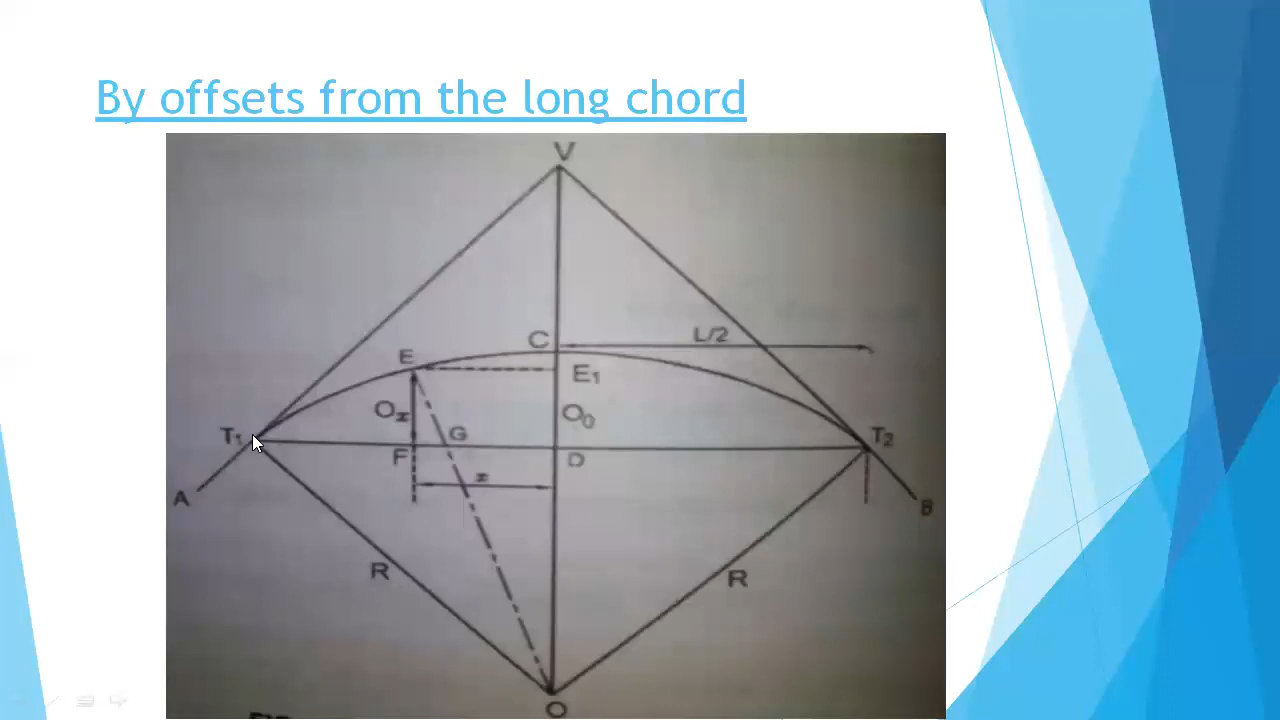 By offsets from the long chord
V
C
L/2
E
E₁
Oₓ
O₀
T₁
G
T₂
F
D
x
A
B
R
R
O